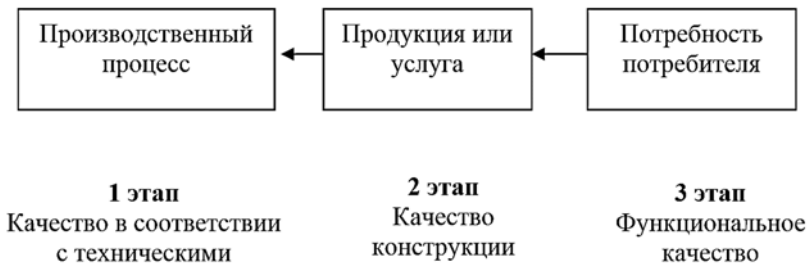 Производственный
процесс
Продукция или
услуга
Потребность
потребителя
1 этап
Качество в соответствии
с техническими
2 этап
Качество
конструкции
3 этап
Функциональное
качество